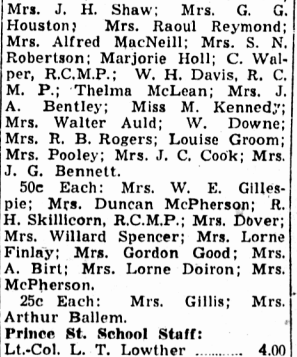 Mrs. J. H. Shaw; Mrs. G. G.
Houston; Mrs. Raoul Reymond;
Mrs. Alfred MacNeill; Mrs. S. N.
Robertson; Marjorie Holl; C. Wal-
per, R.C.M.P.; W. H. Davis, R. C.
M. P.; Thelma McLean; Mrs. J.
A. Bentley; Miss M. Kennedy;
Mrs. Walter Auld; W. Downe;
Mrs. R. B. Rogers; Louise Groom;
Mrs. Pooley; Mrs. J. C. Cook; Mrs.
J. G. Bennett.
50c Each: Mrs. W. E. Gilles-
pie; Mrs. Duncan McPherson; R.
H. Skillicorn, R.C.M.P.; Mrs. Dover;
Mrs. Willard Spencer; Mrs. Lorne
Finlay; Mrs. Gordon Good; Mrs.
A. Birt; Mrs. Lorne Doiron; Mrs.
McPherson.
25c Each: Mrs. Gillis; Mrs.
Arthur Ballem.
Prince St. School Staff:
Lt.-Col. L. T. Lowther .......... 4.00